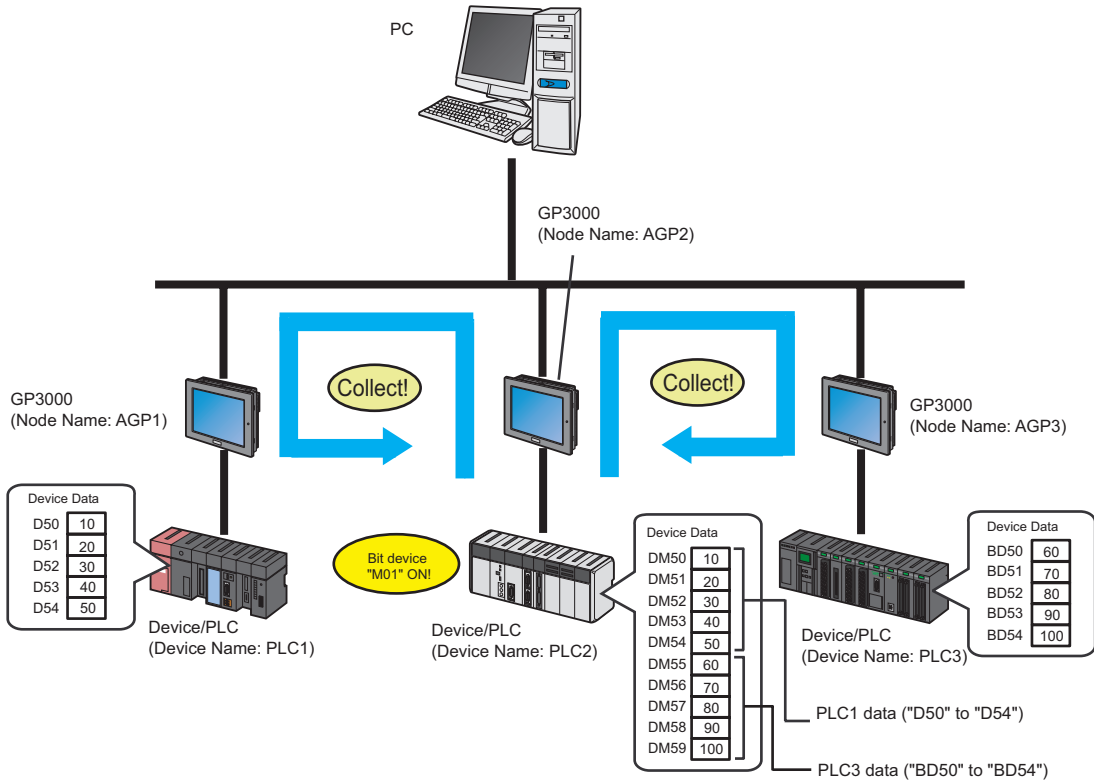 PC
GP3000
(Node Name: AGP2)
Collect!
Collect!
GP3000
(Node Name: AGP1)
GP3000
(Node Name: AGP3)
Device Data
D50 10
D51 20
D52 30
D53 40
D54 50
Bit device
"M01" ON!
Device Data
DM50 10
DM51 20
DM52 30
DM53 40
DM54 50
DM55 60
DM56 70
DM57 80
DM58 90
DM59 100
Device Data
BD50 60
BD51 70
BD52 80
BD53 90
BD54 100
Device/PLC
(Device Name: PLC1)
Device/PLC
(Device Name: PLC2)
Device/PLC
(Device Name: PLC3)
PLC1 data ("D50" to "D54")
PLC3 data ("BD50" to "BD54")